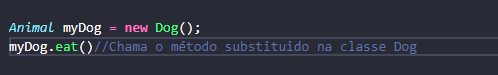 Animal myDog = new Dog();
myDog.eat()//Chama o método substituido na classe Dog